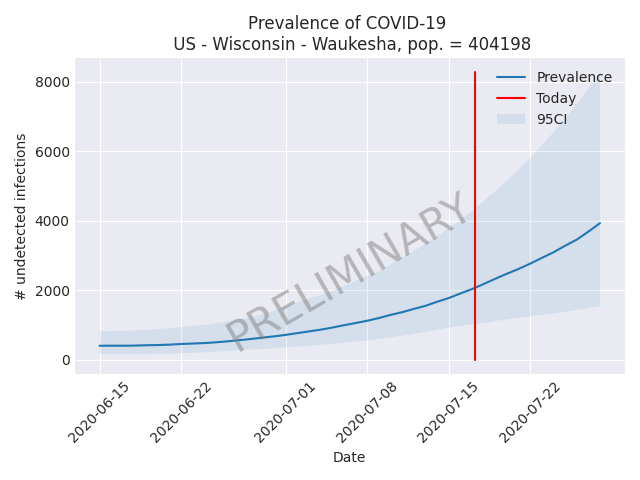 Prevalence of COVID-19
US - Wisconsin - Waukesha, pop. = 404198
Prevalence
Today
95CI
8000
6000
4000
2000
0
# undetected infections
PRELIMINARY
2020-06-15
2020-06-22
2020-07-01
2020-07-08
2020-07-15
2020-07-22
Date